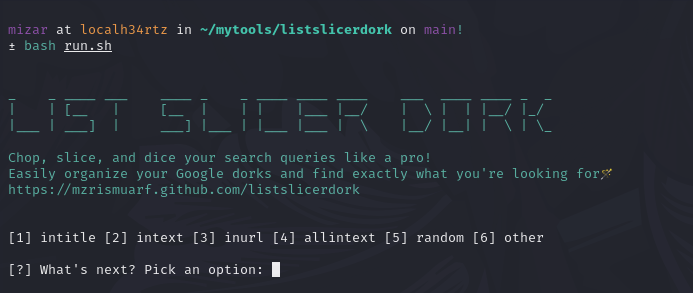 mizar at localh34rtz in ~/mytools/listslicerdork on main!
± bash run.sh
LIST SLICER DORK
Chop, slice, and dice your search queries like a pro!
Easily organize your Google dorks and find exactly what you're looking for🪄
https://mzrismuarf.github.com/listslicerdork
[1] intitle [2] intext [3] inurl [4] allintext [5] random [6] other
[?] What's next? Pick an option: